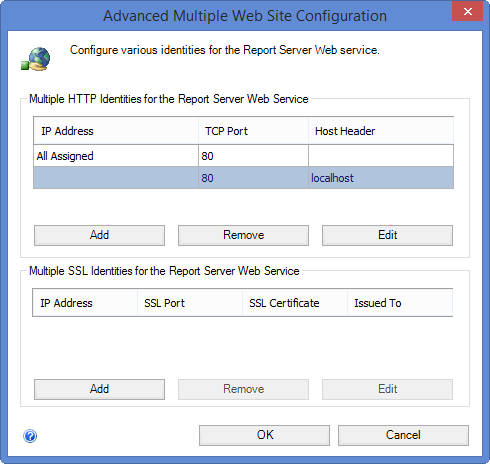 Advanced Multiple Web Site Configuration
Configure various identities for the Report Server Web service.
Multiple HTTP Identities for the Report Server Web Service
IP Address TCP Port Host Header
All Assigned 80
80 localhost
Add Remove Edit
Multiple SSL Identities for the Report Server Web Service
IP Address SSL Port SSL Certificate Issued To
Add Remove Edit
OK Cancel